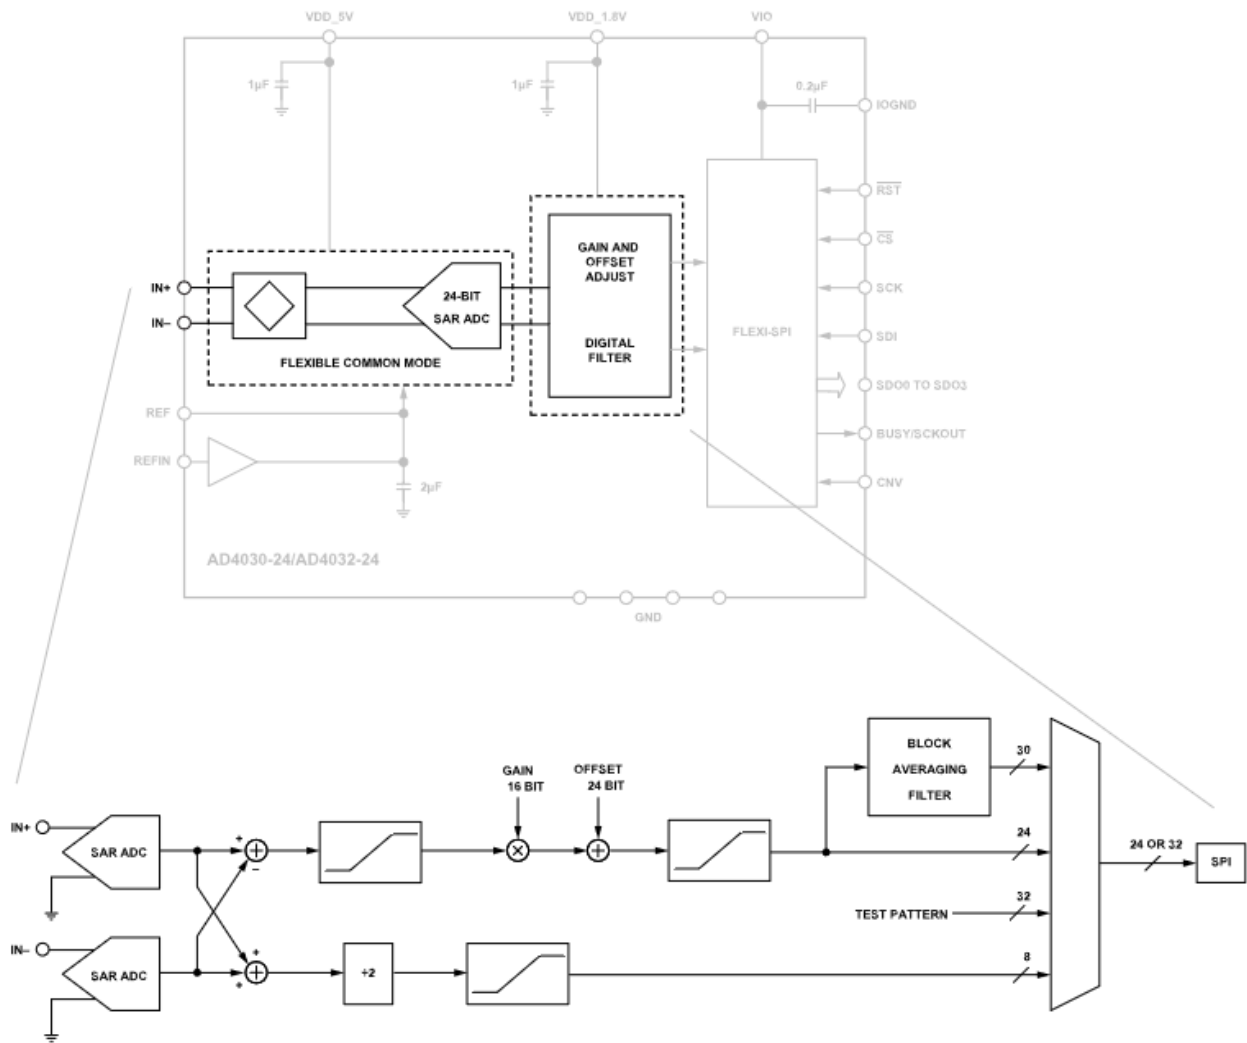 VDD_5V
VDD_1.8V
VIO
1µF
1µF
0.2µF
IOGND
RST
CS
SCK
SDI
SDO0 TO SDO3
BUSY/SCKOUT
CNV
IN+
IN–
24-BIT
SAR ADC
FLEXIBLE COMMON MODE
GAIN AND
OFFSET
ADJUST
DIGITAL
FILTER
FLEXI-SPI
REF
REFIN
2µF
AD4030-24/AD4032-24
GND
IN+
SAR ADC
IN–
SAR ADC
+
–
+
+
GAIN
16 BIT
×
OFFSET
24 BIT
+
+
+
÷2
BLOCK
AVERAGING
FILTER
30
24
TEST PATTERN
32
8
24 OR 32
SPI